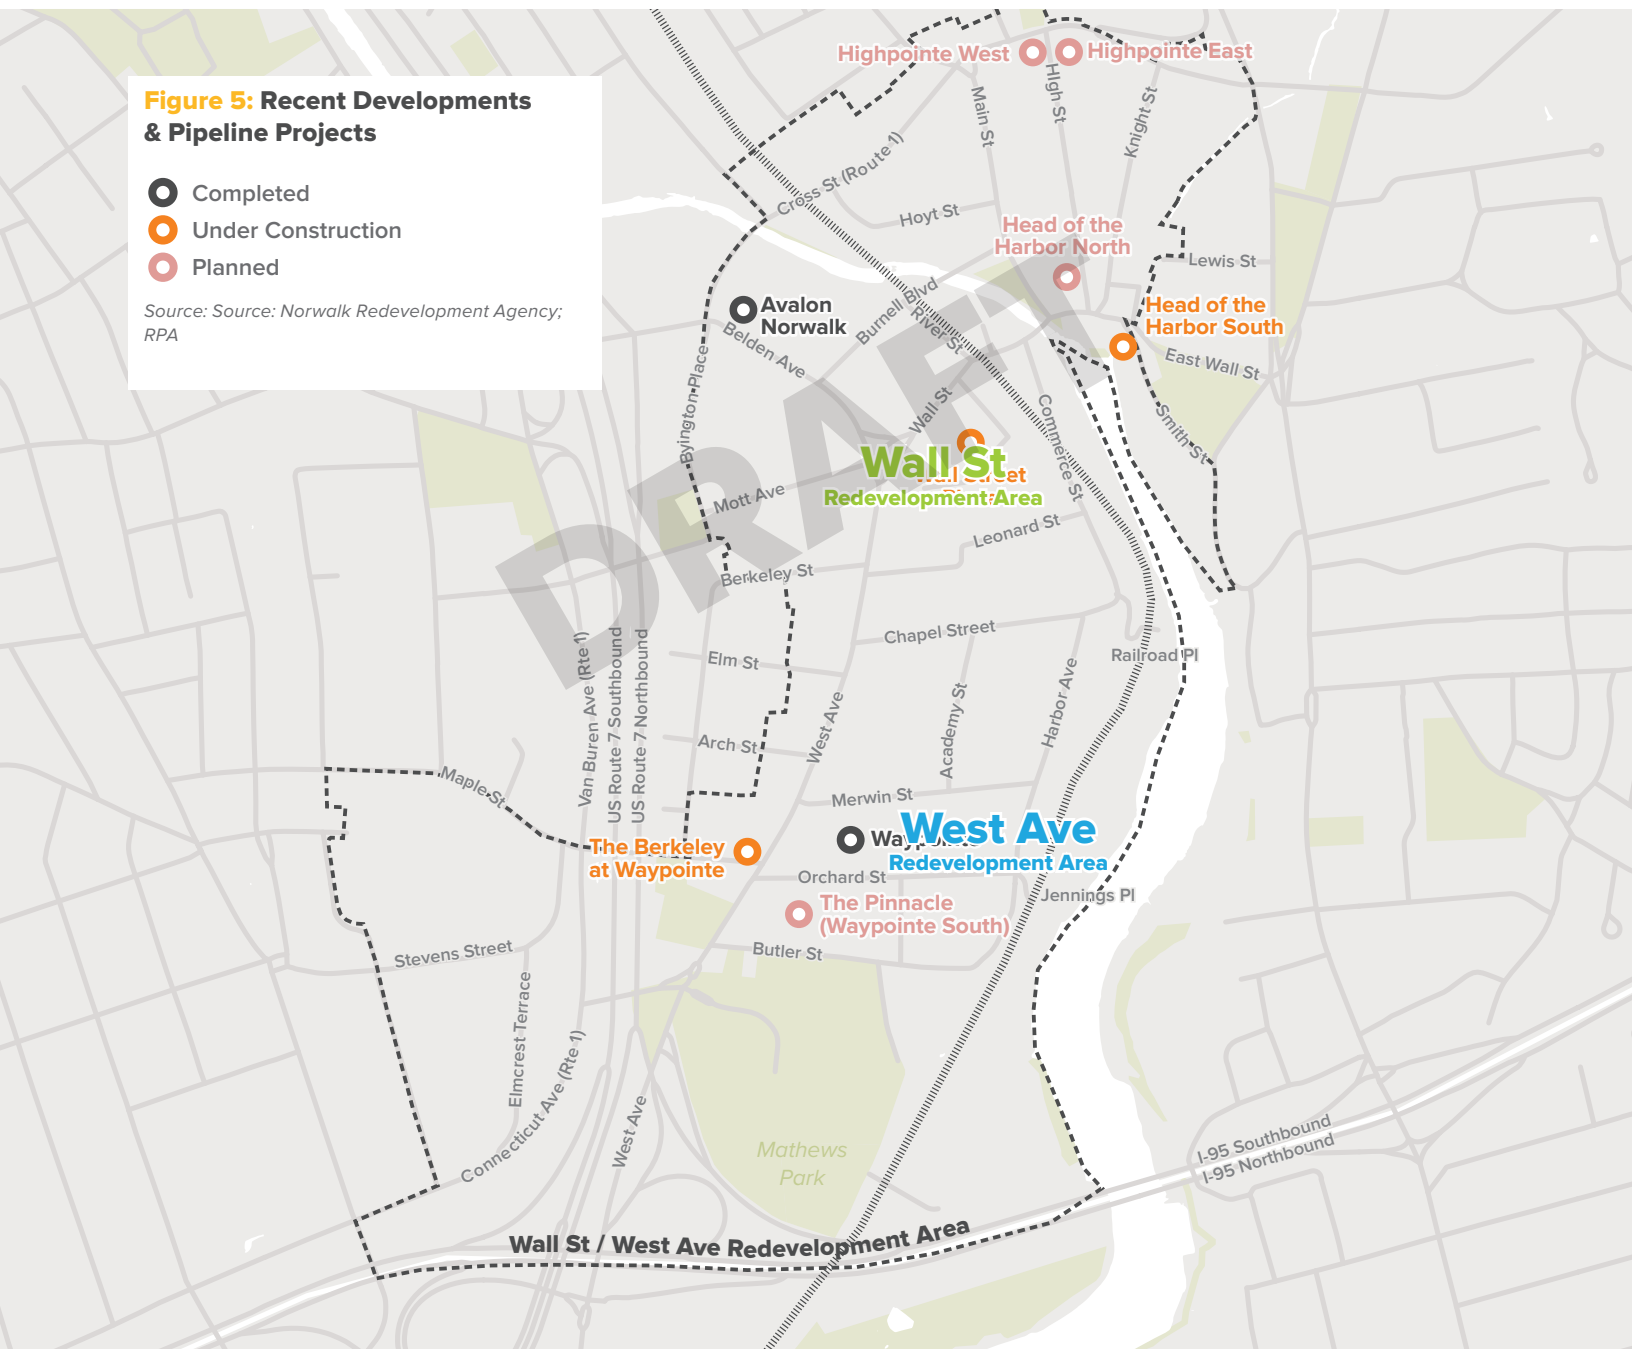 Figure 5: Recent Developments
& Pipeline Projects
Completed
Under Construction
Planned
Source: Source: Norwalk Redevelopment Agency;
RPA
Highpointe West
Highpointe East
Main St
HIgh St
Knight St
Cross St (Route 1)
Hoyt St
Head of the
Harbor North
Lewis St
Avalon
Norwalk
Burnell Blvd
River St
Head of the
Harbor South
Belden Ave
East Wall St
Byington Place
Wall St
Commerce St
Smith St
Wall St
Wall Street
Redevelopment Area
Mott Ave
Leonard St
DRAFT
Berkeley St
Chapel Street
Railroad Pl
Elm St
Van Buren Ave (Rte 1)
US Route 7 Southbound
US Route 7 Northbound
West Ave
Academy St
Harbor Ave
Arch St
Maple St
Merwin St
The Berkeley
at Waypointe
Waypointe
West Ave
Redevelopment Area
Orchard St
Jennings Pl
The Pinnacle
(Waypointe South)
Stevens Street
Butler St
Elmcrest Terrace
Connecticut Ave (Rte 1)
West Ave
Mathews
Park
I-95 Southbound
I-95 Northbound
Wall St / West Ave Redevelopment Area